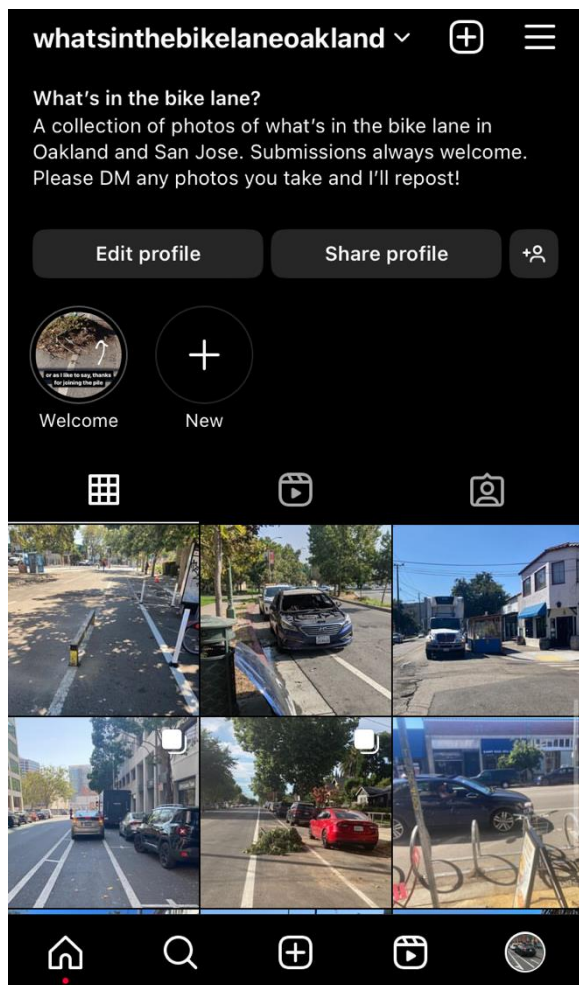 whatsinthebikelaneoakland
What's in the bike lane?
A collection of photos of what's in the bike lane in
Oakland and San Jose. Submissions always welcome.
Please DM any photos you take and I'll repost!
Edit profile
Share profile
or as I like to say, thanks
for joining the pile
Welcome
New